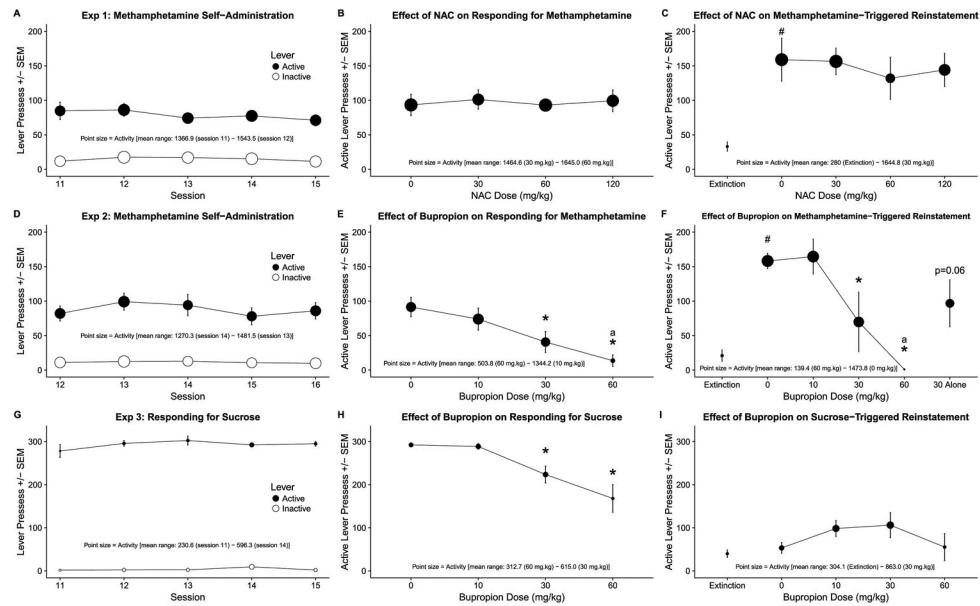 A Exp 1: Methamphetamine Self−Administration
Lever Pressess +/− SEM
200
150
100
50
0
Lever
Active
Inactive
Point size = Activity [mean range: 1366.9 (session 11) − 1543.5 (session 12)]
11 12 13 14 15
Session
B Effect of NAC on Responding for Methamphetamine
Active Lever Pressess +/− SEM
200
150
100
50
0
Point size = Activity [mean range: 1464.6 (30 mg.kg) − 1645.0 (60 mg.kg)]
0 30 60 120
NAC Dose (mg/kg)
C Effect of NAC on Methamphetamine−Triggered Reinstatement
Active Lever Pressess +/− SEM
200
150
100
50
0
#
Point size = Activity [mean range: 280 (Extinction) − 1644.8 (30 mg.kg)]
Extinction 0 30 60 120
NAC Dose (mg/kg)
D Exp 2: Methamphetamine Self−Administration
Lever Pressess +/− SEM
200
150
100
50
0
Lever
Active
Inactive
Point size = Activity [mean range: 1270.3 (session 14) − 1481.5 (session 13)]
12 13 14 15 16
Session
E Effect of Bupropion on Responding for Methamphetamine
Active Lever Pressess +/− SEM
200
150
100
50
0
*
a
*
Point size = Activity [mean range: 503.8 (60 mg.kg) − 1344.2 (10 mg.kg)]
0 10 30 60
Bupropion Dose (mg/kg)
F Effect of Bupropion on Methamphetamine−Triggered Reinstatement
Active Lever Pressess +/− SEM
200
150
100
50
0
#
*
a
*
p=0.06
Point size = Activity [mean range: 139.4 (60 mg.kg) − 1473.8 (0 mg.kg)]
Extinction 0 10 30 60 30 Alone
Bupropion Dose (mg/kg)
G Exp 3: Responding for Sucrose
Lever Pressess +/− SEM
300
200
100
0
Lever
Active
Inactive
Point size = Activity [mean range: 230.6 (session 11) − 596.3 (session 14)]
11 12 13 14 15
Session
H Effect of Bupropion on Responding for Sucrose
Active Lever Pressess +/− SEM
300
200
100
0
*
*
Point size = Activity [mean range: 312.7 (60 mg.kg) − 615.0 (30 mg.kg)]
0 10 30 60
Bupropion Dose (mg/kg)
I Effect of Bupropion on Sucrose−Triggered Reinstatement
Active Lever Pressess +/− SEM
300
200
100
0
Point size = Activity [mean range: 304.1 (Extinction) − 863.0 (30 mg.kg)]
Extinction 0 10 30 60
Bupropion Dose (mg/kg)